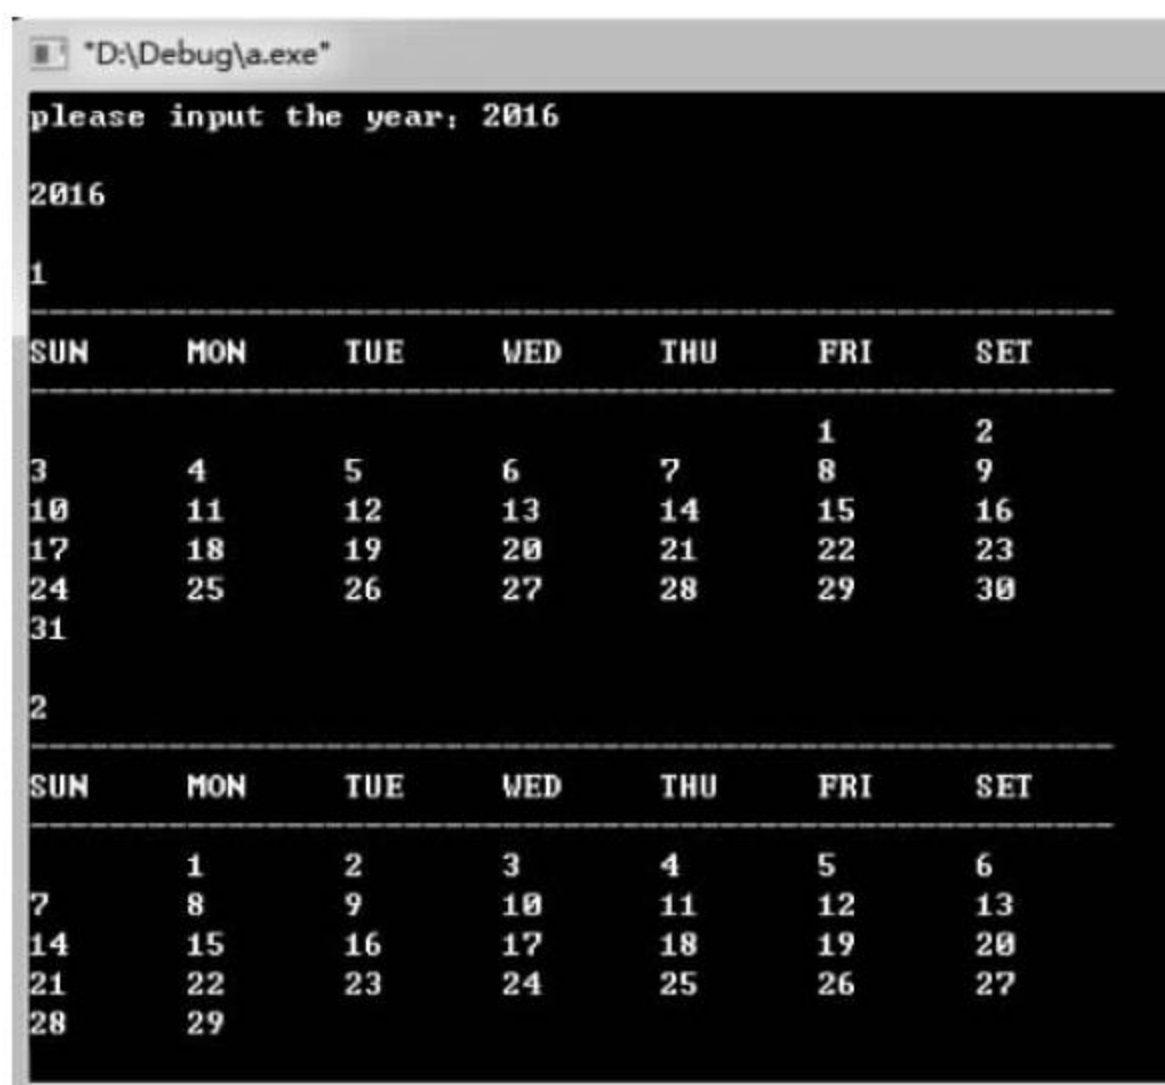 "D:\Debug\a.exe"
please input the year: 2016
2016
1
-------------------------------------------------------
SUN MON TUE WED THU FRI SET
-------------------------------------------------------
1 2
3 4 5 6 7 8 9
10 11 12 13 14 15 16
17 18 19 20 21 22 23
24 25 26 27 28 29 30
31
2
-------------------------------------------------------
SUN MON TUE WED THU FRI SET
-------------------------------------------------------
1 2 3 4 5 6
7 8 9 10 11 12 13
14 15 16 17 18 19 20
21 22 23 24 25 26 27
28 29